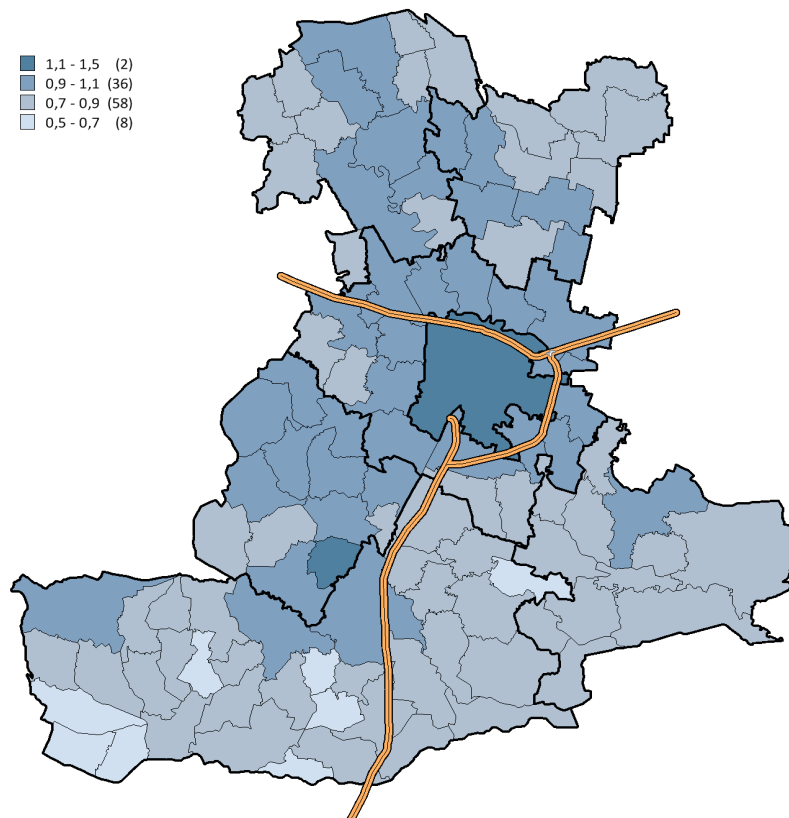 1,1 - 1,5 (2)
0,9 - 1,1 (36)
0,7 - 0,9 (58)
0,5 - 0,7 (8)